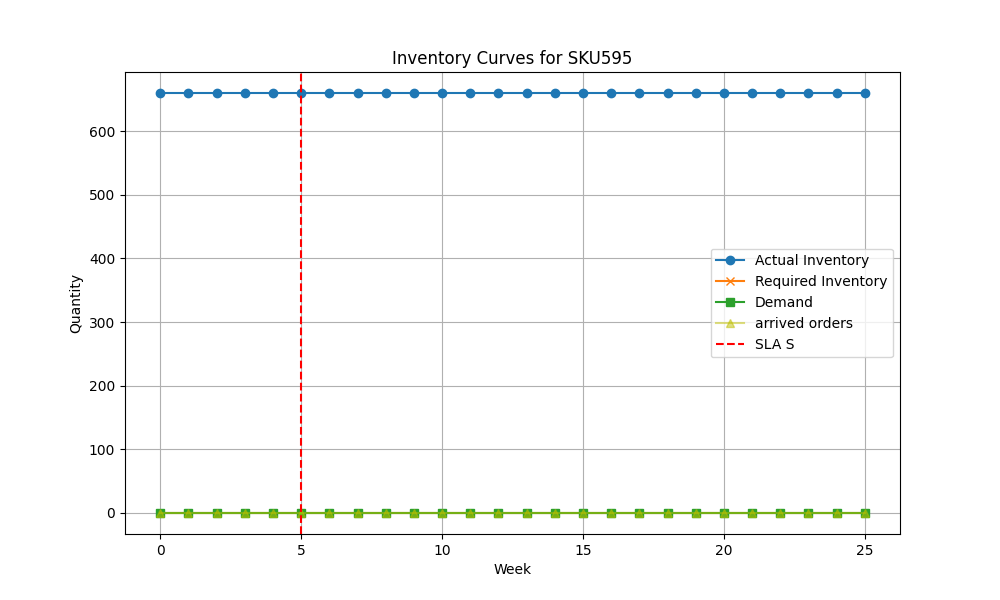 Inventory Curves for SKU595
Quantity
600
500
400
300
200
100
0
Actual Inventory
Required Inventory
Demand
arrived orders
SLA S
0 5 10 15 20 25
Week